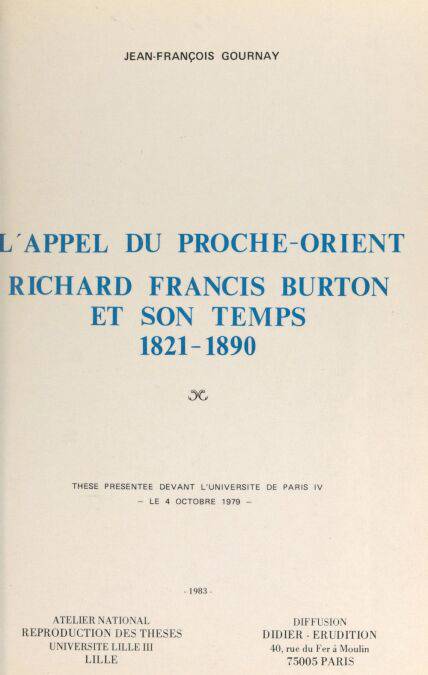 JEAN-FRANÇOIS GOURNAY
L'APPEL DU PROCHE-ORIENT
RICHARD FRANCIS BURTON
ET SON TEMPS
1821-1890
THESE PRESENTEE DEVANT L'UNIVERSITE DE PARIS IV
– LE 4 OCTOBRE 1979 –
- 1983 -
ATELIER NATIONAL
REPRODUCTION DES THESES
UNIVERSITE LILLE III
LILLE
DIFFUSION
DIDIER - ERUDITION
40, rue du Fer à Moulin
75005 PARIS